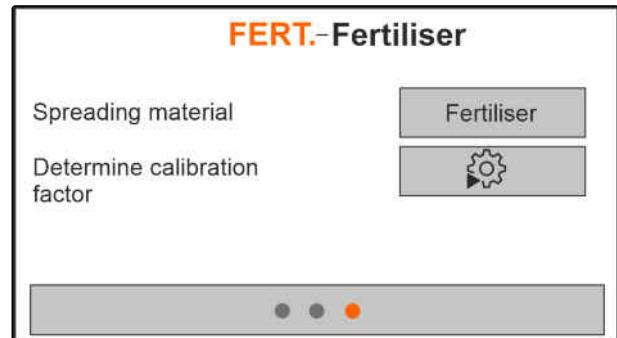 FERT.-Fertiliser
Spreading material
Fertiliser
Determine calibration
factor